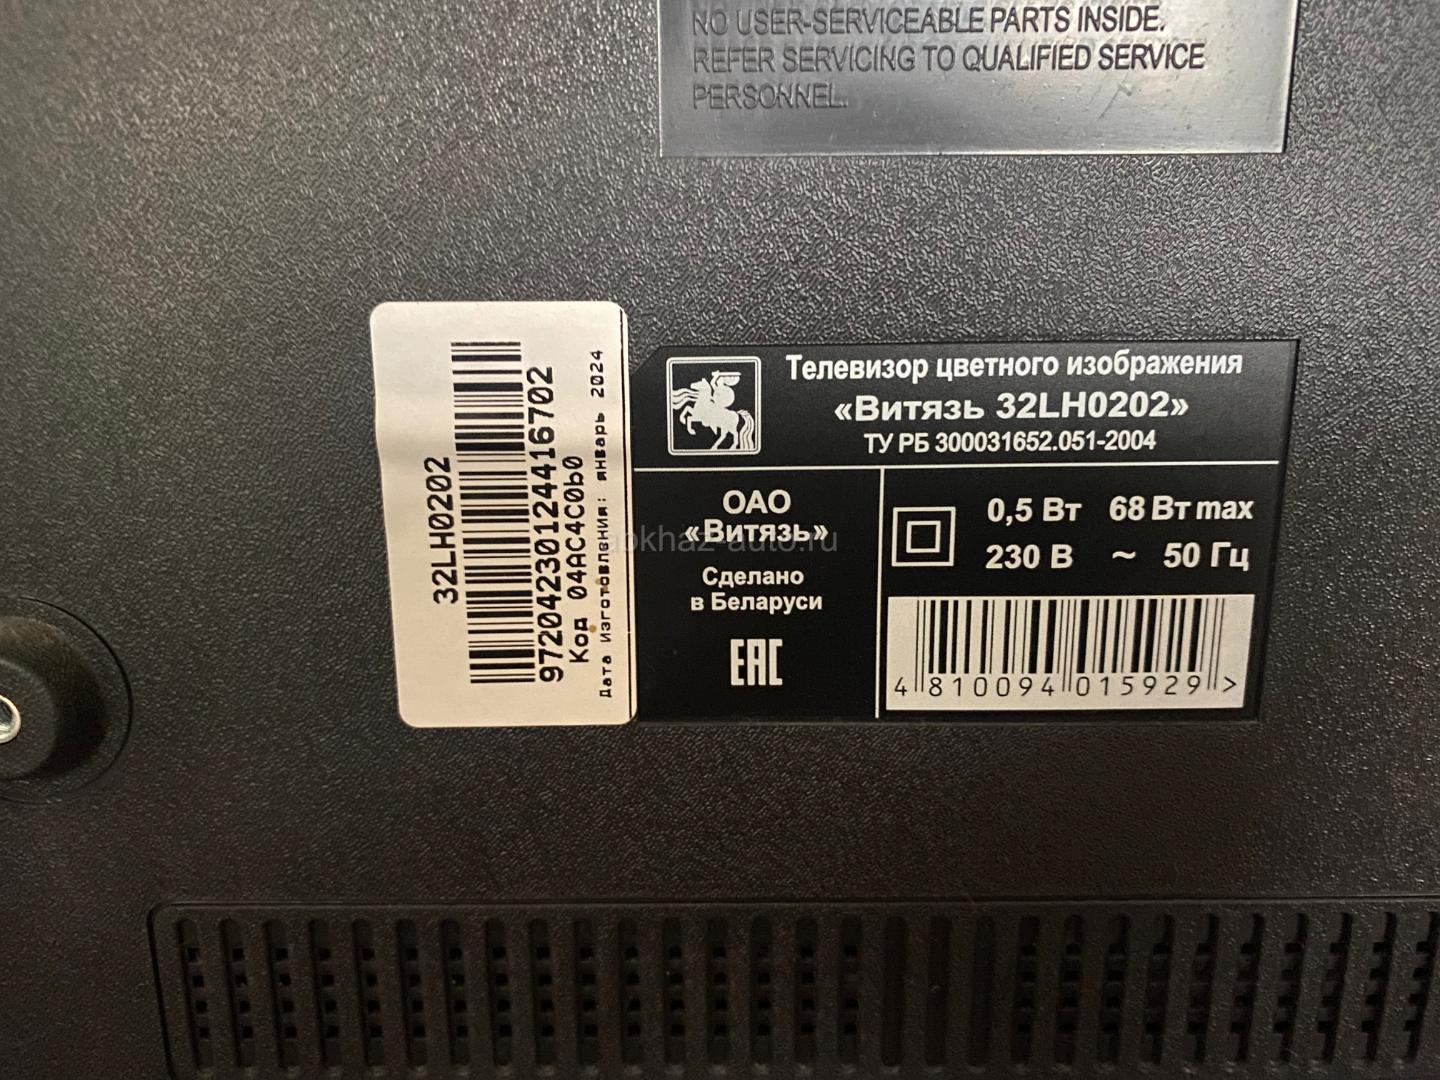 NO USER-SERVICEABLE PARTS INSIDE.
REFER SERVICING TO QUALIFIED SERVICE
PERSONNEL.
32LH0202
97204230124416702
Код 04AC4C0b0
Дата изготовления: январь 2024
Телевизор цветного изображения
«Витязь 32LH0202»
ТУ РБ 300031652.051-2004
ОАО
«Витязь»
Сделано
в Беларуси
EAC
0,5 Вт 68 Вт max
230 В ~ 50 Гц
4 810094 015929 >